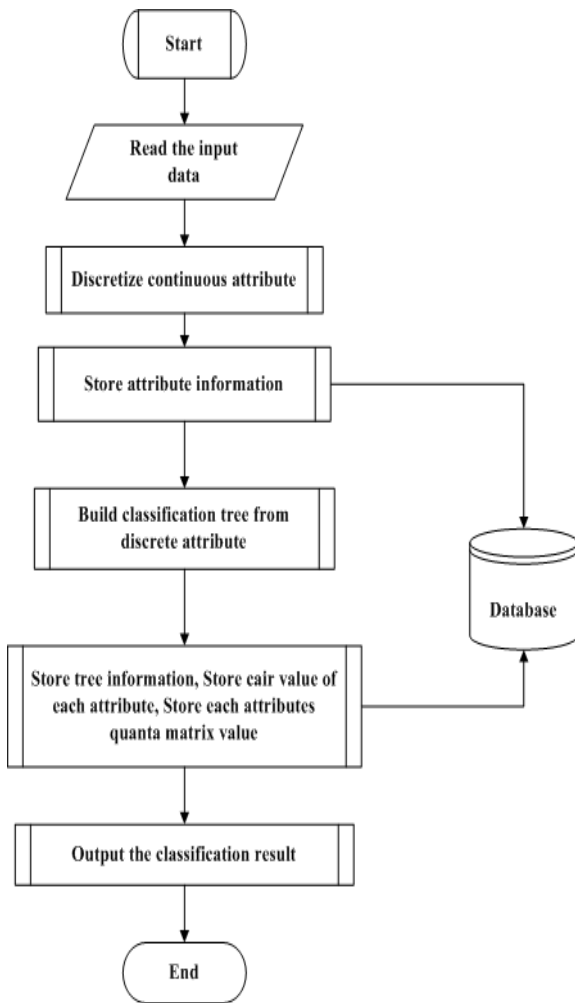 Start
Read the input
data
Discretize continuous attribute
Store attribute information
Build classification tree from
discrete attribute
Database
Store tree information, Store cair value of
each attribute, Store each attributes
quanta matrix value
Output the classification result
End